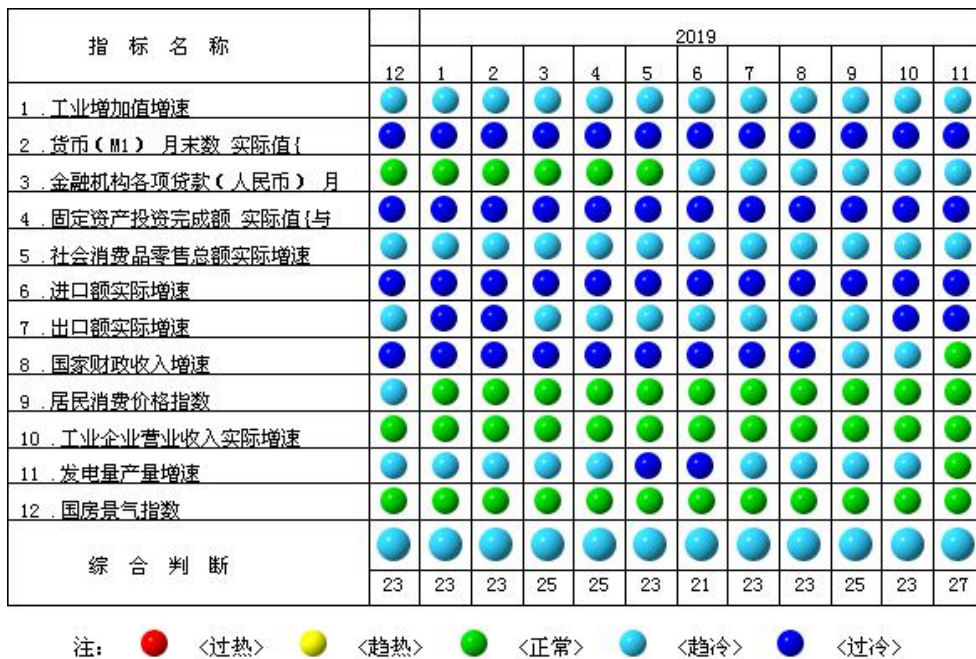 指 标 名 称
2019
12 1 2 3 4 5 6 7 8 9 10 11
1 .工业增加值增速
2 .货币(M1) 月末数 实际值{
3 .金融机构各项贷款(人民币) 月
4 .固定资产投资完成额 实际值{与
5 .社会消费品零售总额实际增速
6 .进口额实际增速
7 .出口额实际增速
8 .国家财政收入增速
9 .居民消费价格指数
10 .工业企业营业收入实际增速
11 .发电量产量增速
12 .国房景气指数
综 合 判 断
23 23 23 25 25 23 21 23 23 25 23 27
注: <过热> <趋热> <正常> <趋冷> <过冷>